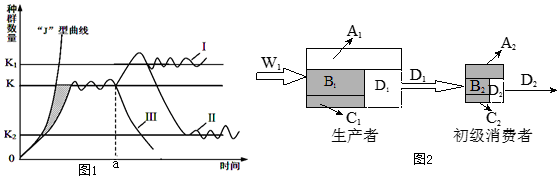 种群数量
"J"型曲线
K₁
K
K₂
0
I
III
II
a
时间
图1
W₁
A₁
B₁
D₁
C₁
D₁
生产者
A₂
B₂
D₂
C₂
D₂
初级消费者
图2